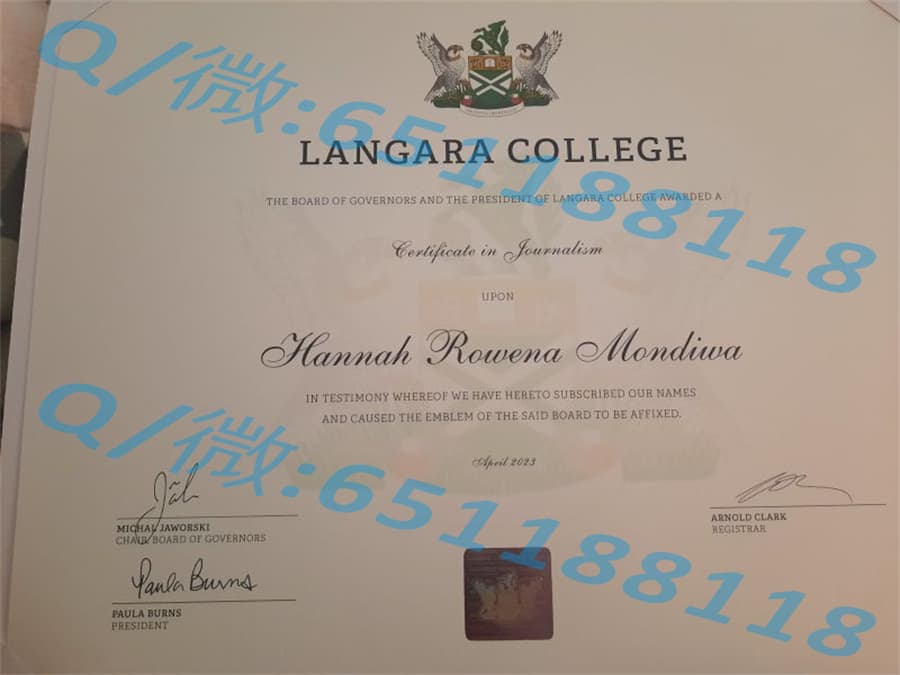 LANGARA COLLEGE
THE BOARD OF GOVERNORS AND THE PRESIDENT OF LANGARA COLLEGE AWARDED A
Certificate in Journalism
UPON
Hannah Rowena Mondiwa
IN TESTIMONY WHEREOF WE HAVE HERETO SUBSCRIBED OUR NAMES
AND CAUSED THE EMBLEM OF THE SAID BOARD TO BE AFFIXED.
April 2023
MICHAL JAWORSKI
CHAIR, BOARD OF GOVERNORS
Paula Burns
PAULA BURNS
PRESIDENT
ARNOLD CLARK
REGISTRAR
Q/微:651188118
Q/微:651188118